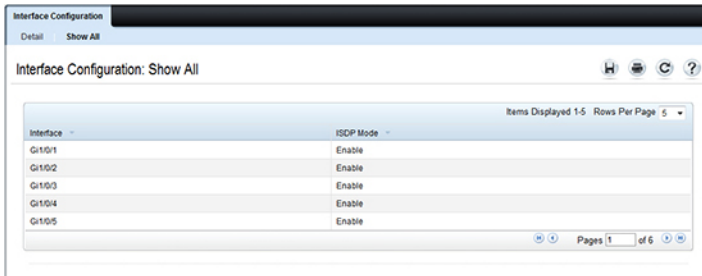 Interface Configuration
Detail Show All
Interface Configuration: Show All
Items Displayed 1-5 Rows Per Page 5
Interface ISDP Mode
Gi1/0/1 Enable
Gi1/0/2 Enable
Gi1/0/3 Enable
Gi1/0/4 Enable
Gi1/0/5 Enable
Pages 1 of 6